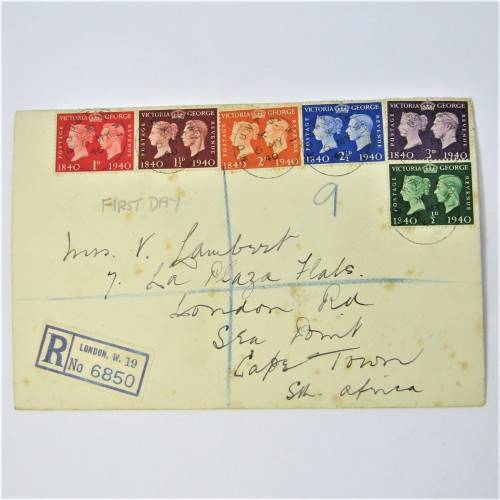 VICTORIA GEORGE
POSTAGE REVENUE
1840 1D 1940
VICTORIA GEORGE
POSTAGE REVENUE
1840 1½D 1940
VICTORIA GEORGE
POSTAGE REVENUE
1840 2D 1940
VICTORIA GEORGE
POSTAGE REVENUE
1840 2½D 1940
VICTORIA GEORGE
POSTAGE REVENUE
1840 3D 1940
POSTAGE REVENUE
1840 ½D 1940
FIRST DAY
9
Mrs. V. Lambert
7. La Plaza Flats.
London Rd
Sea Point
Cape Town
Sth Africa
R LONDON, W. 19
No 6850